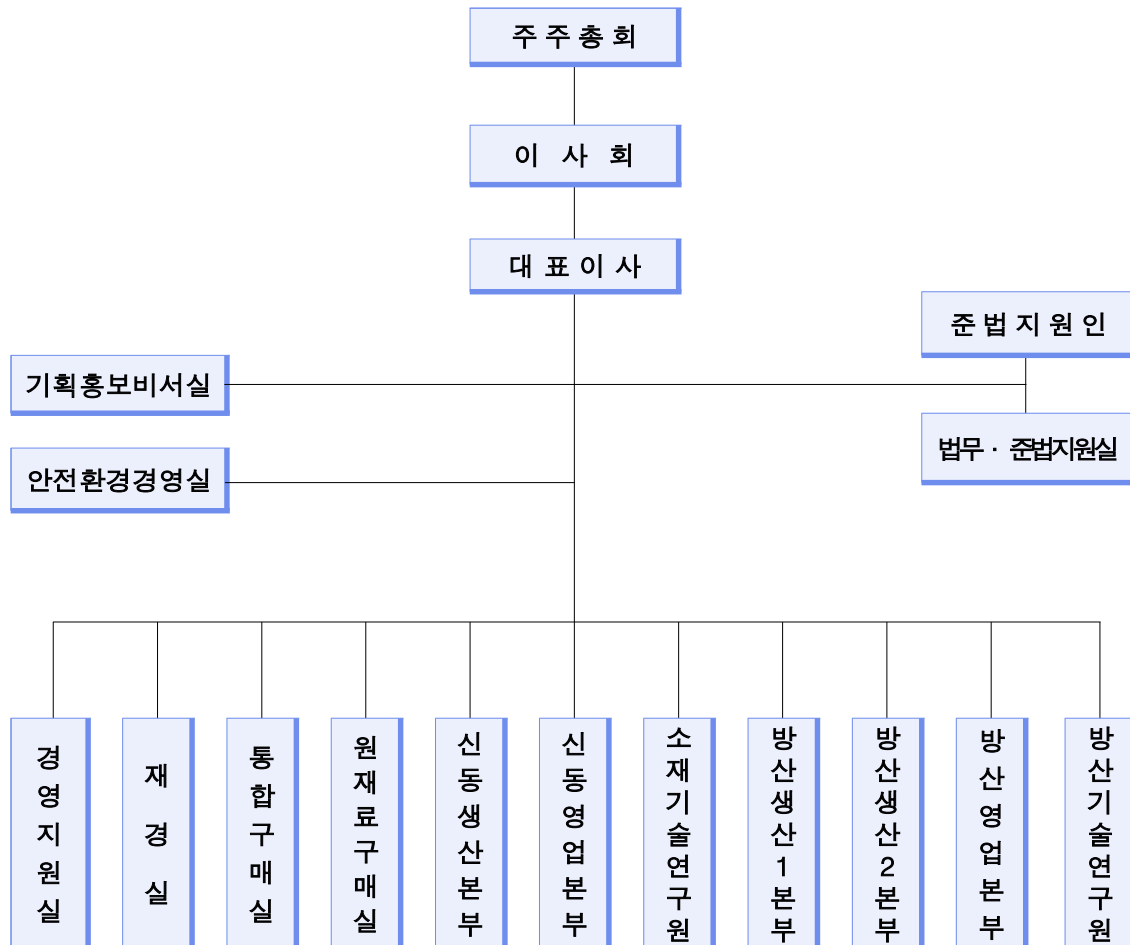 주주총회
이 사 회
대표이사
준법지원인
기획홍보비서실
법무 · 준법지원실
안전환경경영실
경영지원실
재경실
통합구매실
원재료구매실
신동생산본부
신동영업본부
소재기술연구원
방산생산1본부
방산생산2본부
방산영업본부
방산기술연구원